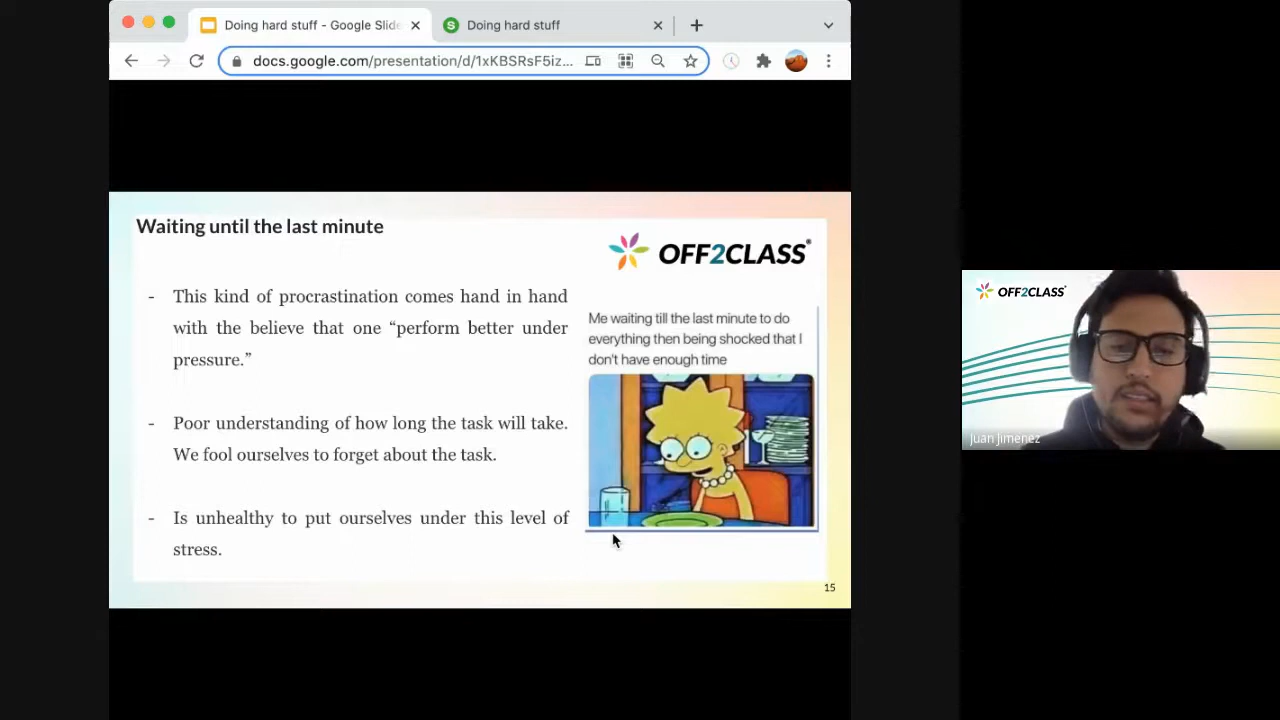 Doing hard stuff - Google Slide
Doing hard stuff
docs.google.com/presentation/d/1xKBSRsF5iz...
Waiting until the last minute
OFF2CLASS®
- This kind of procrastination comes hand in hand
with the believe that one “perform better under
pressure.”
- Poor understanding of how long the task will take.
We fool ourselves to forget about the task.
- Is unhealthy to put ourselves under this level of
stress.
Me waiting till the last minute to do
everything then being shocked that I
don't have enough time
15
OFF2CLASS
Juan Jimenez